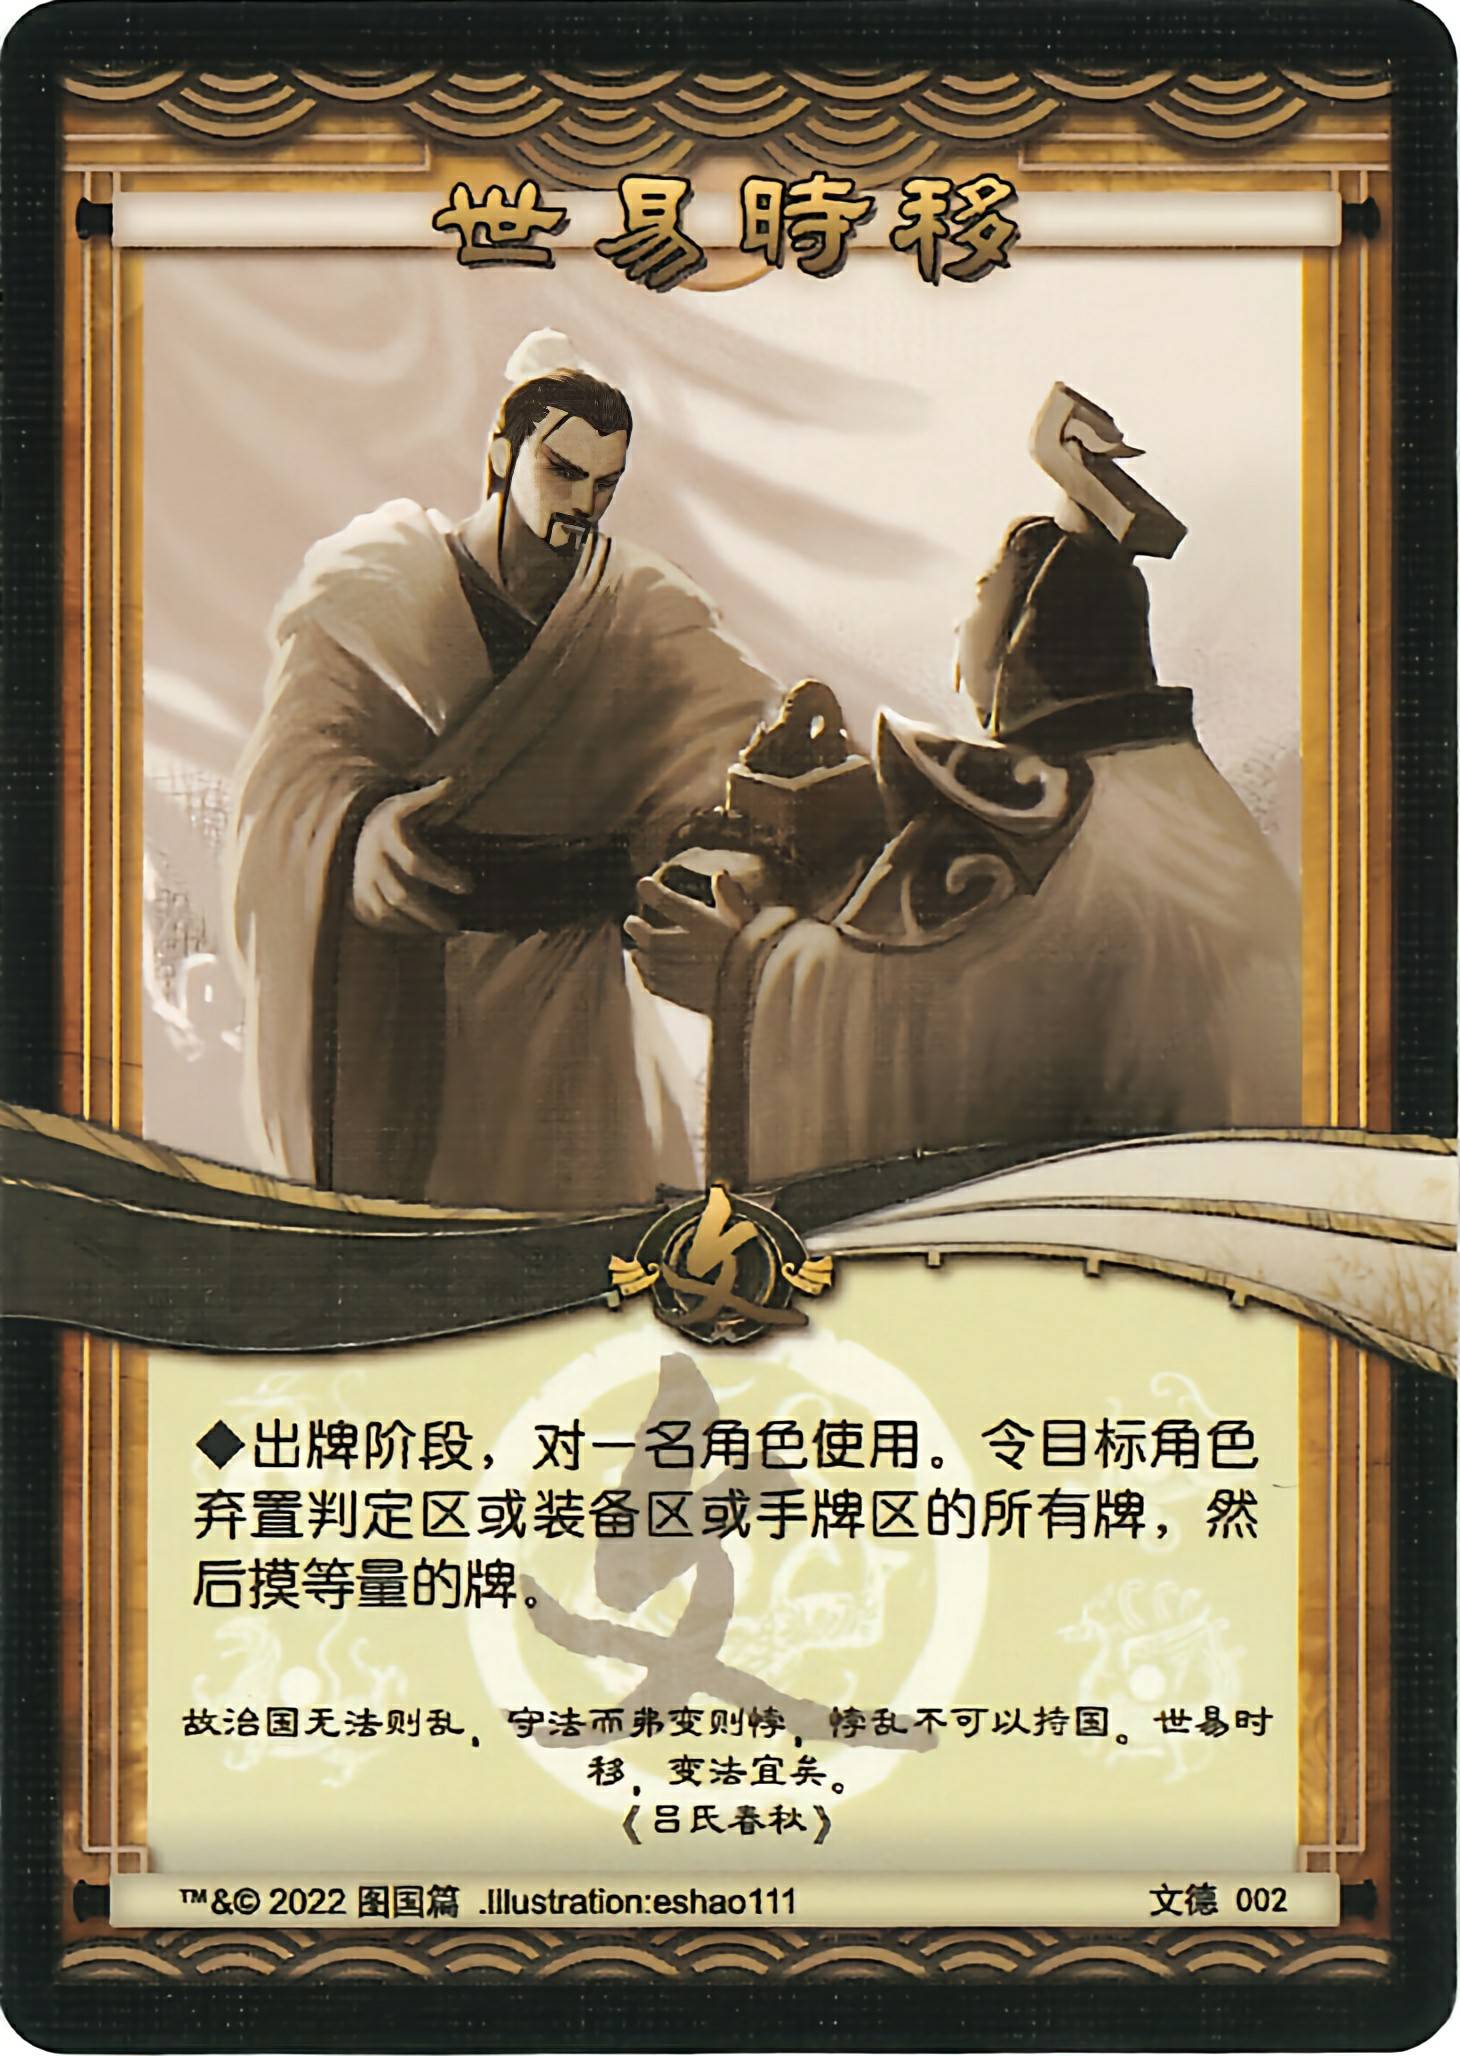 世易時移
文
◆出牌阶段，对一名角色使用。令目标角色
弃置判定区或装备区或手牌区的所有牌，然
后摸等量的牌。
文
故治国无法则乱，守法而弗变则悖，悖乱不可以持国。世易时
移，变法宜矣。
《吕氏春秋》
™&© 2022 图国篇 .Illustration:eshao111
文德 002